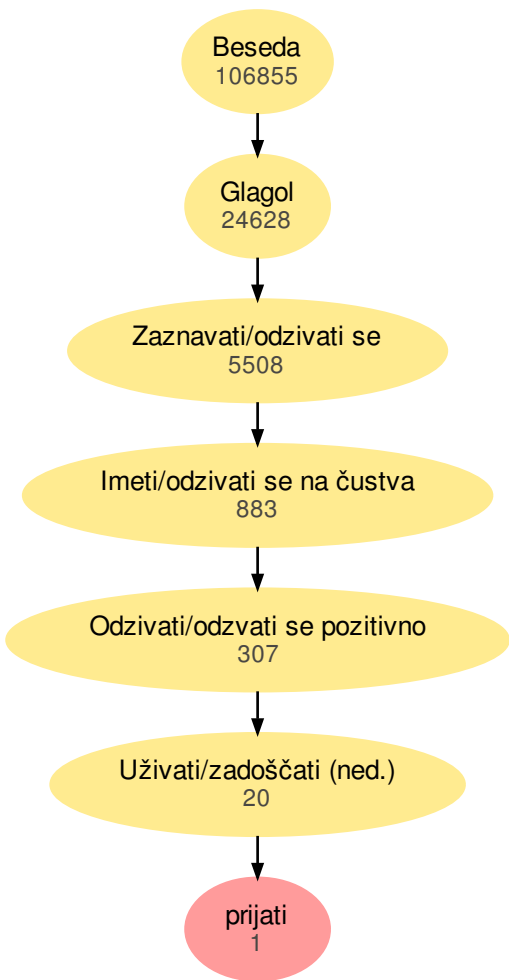 Beseda
106855
Glagol
24628
Zaznavati/odzivati se
5508
Imeti/odzivati se na čustva
883
Odzivati/odzvati se pozitivno
307
Uživati/zadoščati (ned.)
20
prijati
1